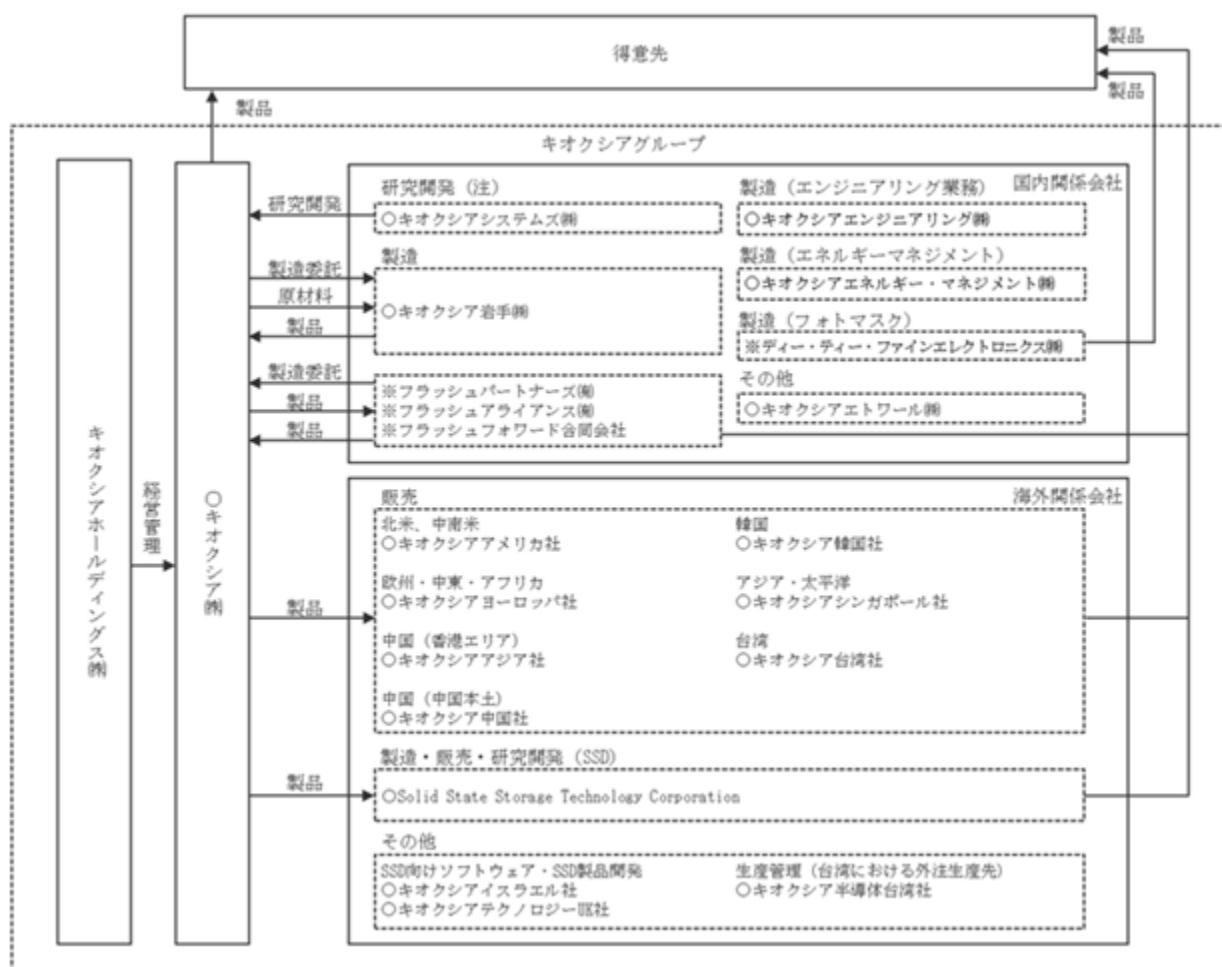 得意先
製品
製品
製品
キオクシアグループ
キオクシアホールディングス㈱
経営管理
○キオクシア㈱
国内関係会社
研究開発
研究開発（注）
○キオクシアシステムズ㈱
製造委託
原材料
製品
製造
○キオクシア岩手㈱
製造委託
製品
製品
※フラッシュパートナーズ㈲
※フラッシュアライアンス㈲
※フラッシュフォワード合同会社
製造（エンジニアリング業務）
○キオクシアエンジニアリング㈱
製造（エネルギーマネジメント）
○キオクシアエネルギー・マネジメント㈱
製造（フォトマスク）
※ディー・ティー・ファインエレクトロニクス㈱
その他
○キオクシアエトワール㈱
海外関係会社
製品
販売
北米、中南米
○キオクシアアメリカ社
欧州・中東・アフリカ
○キオクシアヨーロッパ社
中国（香港エリア）
○キオクシアアジア社
中国（中国本土）
○キオクシア中国社
韓国
○キオクシア韓国社
アジア・太平洋
○キオクシアシンガポール社
台湾
○キオクシア台湾社
製品
製造・販売・研究開発（SSD）
○Solid State Storage Technology Corporation
その他
SSD向けソフトウェア・SSD製品開発
○キオクシアイスラエル社
○キオクシアテクノロジーUK社
生産管理（台湾における外注生産先）
○キオクシア半導体台湾社